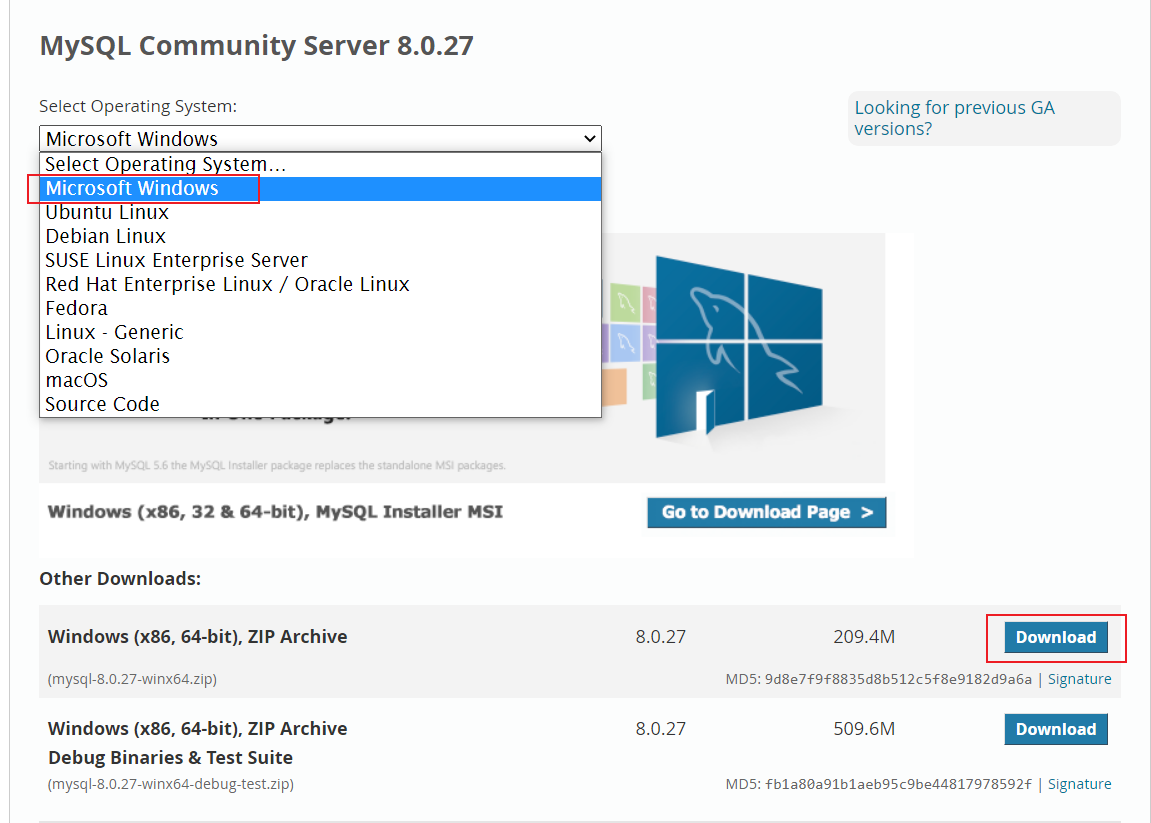 MySQL Community Server 8.0.27
Select Operating System:
Looking for previous GA
versions?
Microsoft Windows
Select Operating System...
Microsoft Windows
Ubuntu Linux
Debian Linux
SUSE Linux Enterprise Server
Red Hat Enterprise Linux / Oracle Linux
Fedora
Linux - Generic
Oracle Solaris
macOS
Source Code
Starting with MySQL 5.6 the MySQL Installer package replaces the standalone MSI packages.
Windows (x86, 32 & 64-bit), MySQL Installer MSI
Go to Download Page >
Other Downloads:
Windows (x86, 64-bit), ZIP Archive 8.0.27 209.4M Download
(mysql-8.0.27-winx64.zip) MD5: 9d8e7f9f8835d8b512c5f8e9182d9a6a | Signature
Windows (x86, 64-bit), ZIP Archive 8.0.27 509.6M Download
Debug Binaries & Test Suite
(mysql-8.0.27-winx64-debug-test.zip) MD5: fb1a80a91b1aeb95c9be44817978592f | Signature